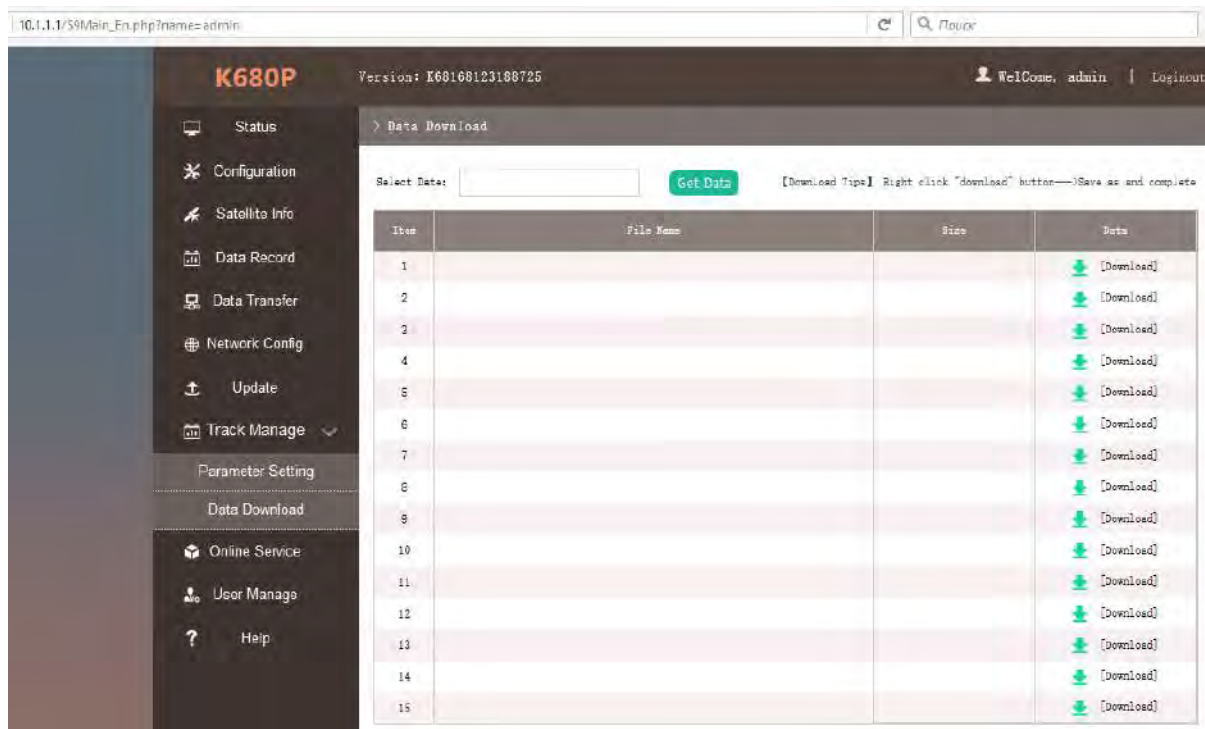 10.1.1.1/S9Main_En.php?name=admin
Поиск
K680P
Version: K68168123188725
WelCome, admin | Loginout
Status
Configuration
Satellite Info
Data Record
Data Transfer
Network Config
Update
Track Manage
Parameter Setting
Data Download
Online Service
User Manage
Help
> Data Download
Select Date:
Get Data
【Download Tips】 Right click "download" button--->Save as and complete
Item File Name Size Data
1 [Download]
2 [Download]
3 [Download]
4 [Download]
5 [Download]
6 [Download]
7 [Download]
8 [Download]
9 [Download]
10 [Download]
11 [Download]
12 [Download]
13 [Download]
14 [Download]
15 [Download]